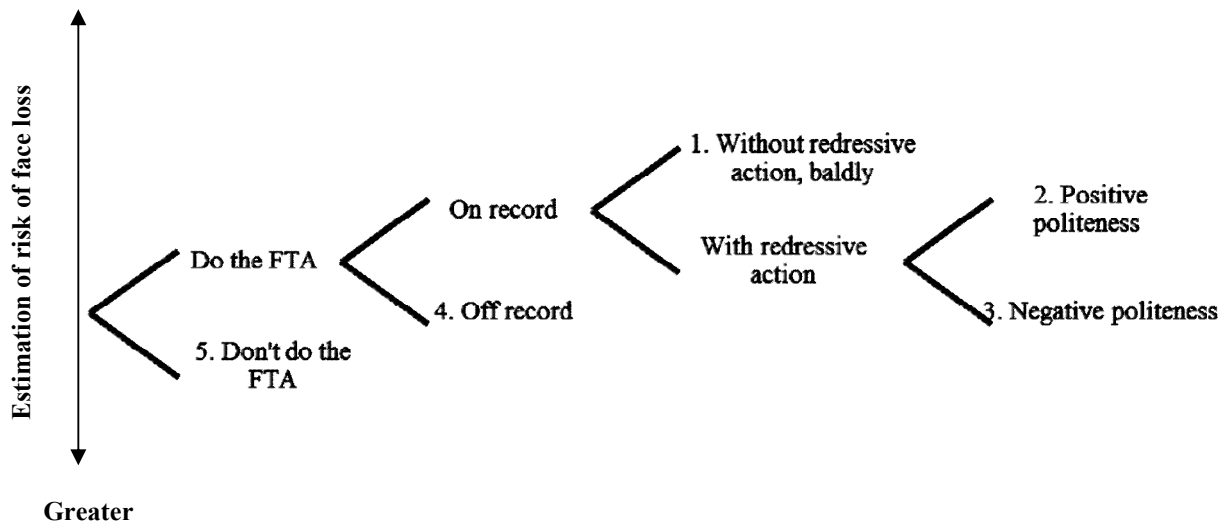 Estimation of risk of face loss
1. Without redressive
action, baldly
On record
2. Positive
politeness
Do the FTA
With redressive
action
4. Off record
3. Negative politeness
5. Don't do the
FTA
Greater